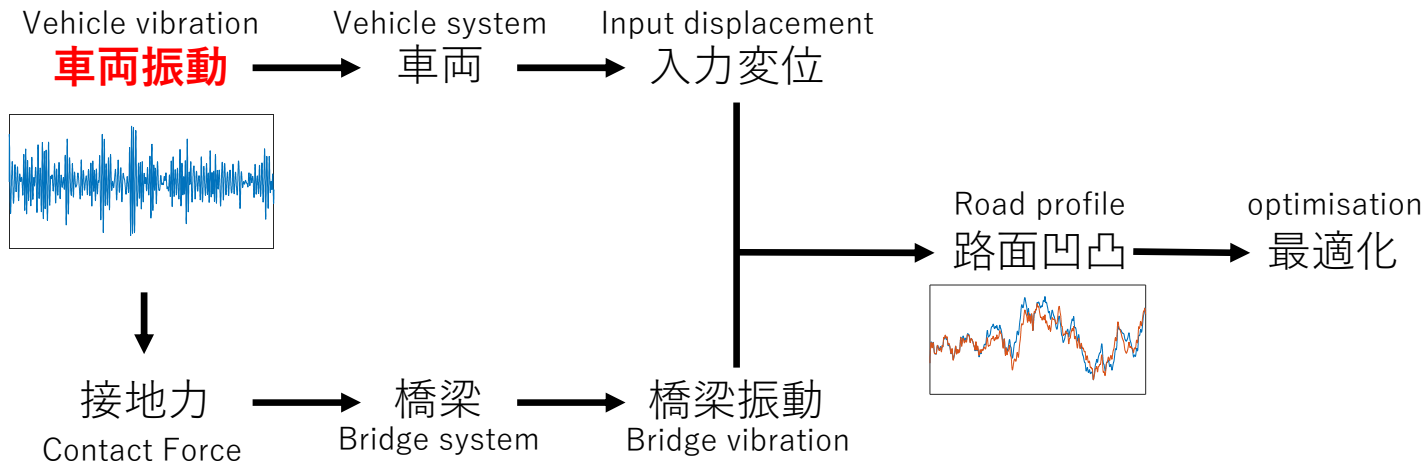 Vehicle vibration
車両振動
Vehicle system
車両
Input displacement
入力変位
Road profile
路面凹凸
optimisation
最適化
接地力
Contact Force
橋梁
Bridge system
橋梁振動
Bridge vibration